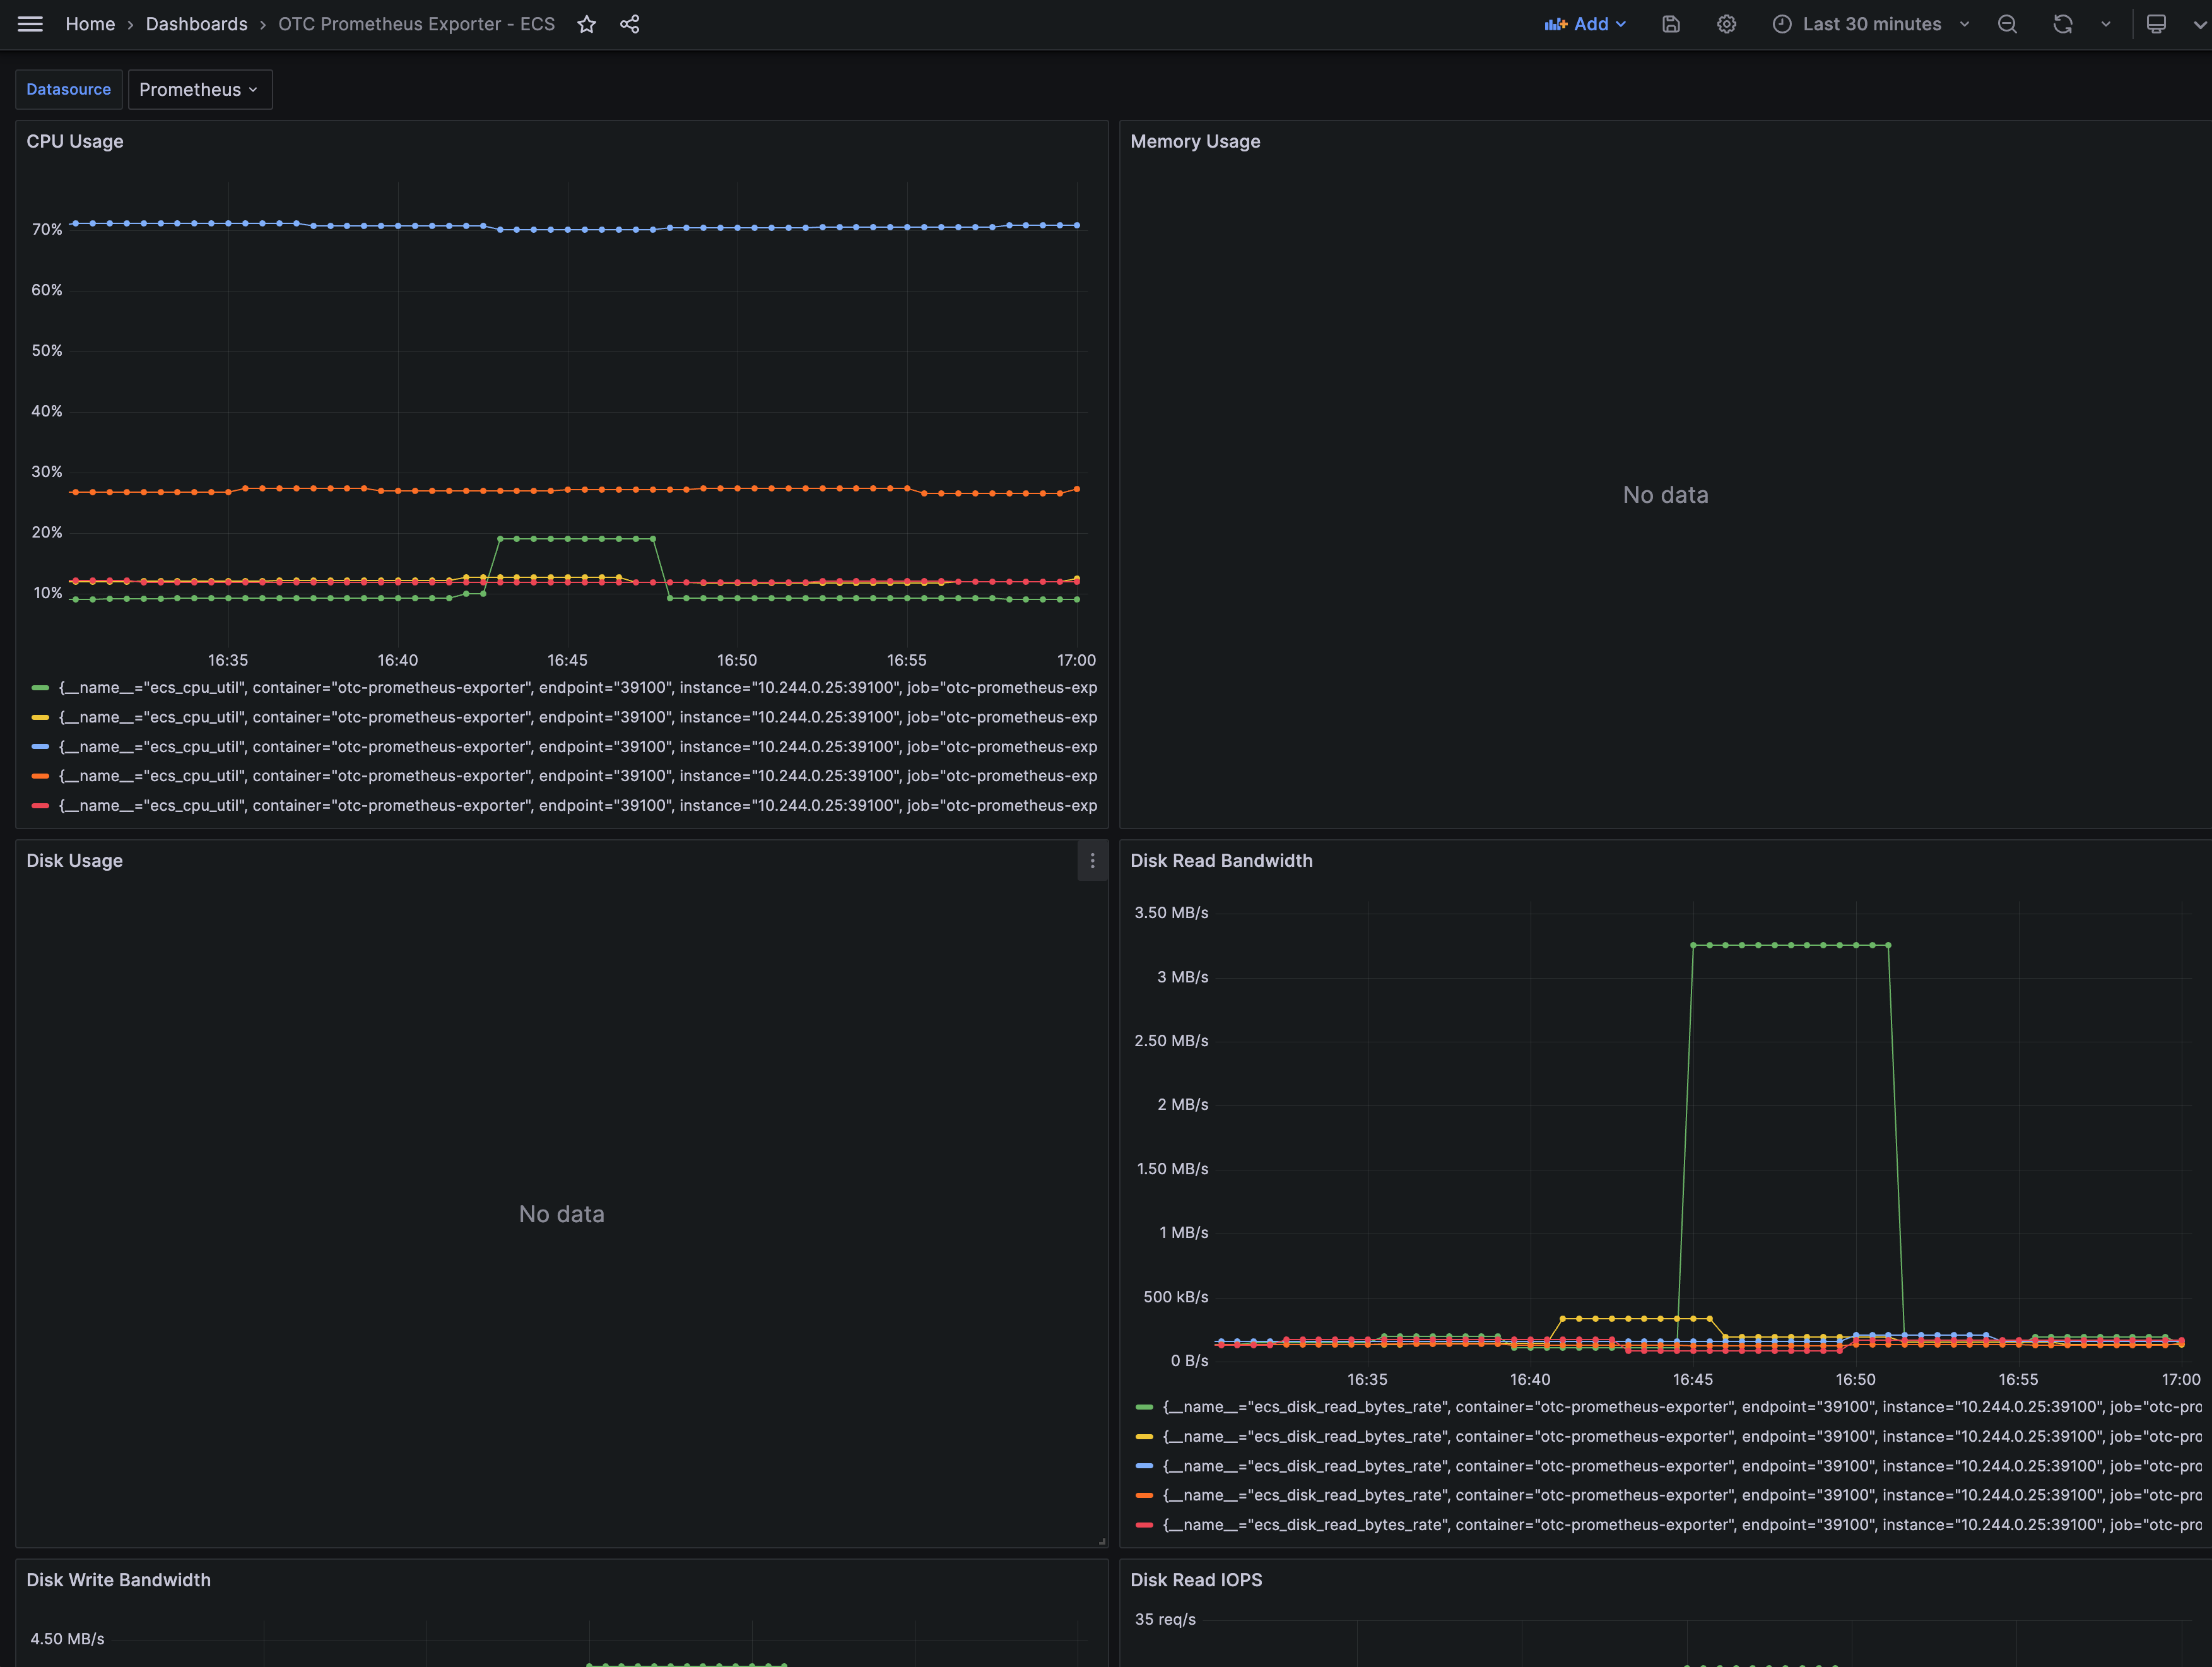 Home › Dashboards › OTC Prometheus Exporter - ECS
Add
Last 30 minutes
Datasource
Prometheus
CPU Usage
70%
60%
50%
40%
30%
20%
10%
16:35 16:40 16:45 16:50 16:55 17:00
{__name__="ecs_cpu_util", container="otc-prometheus-exporter", endpoint="39100", instance="10.244.0.25:39100", job="otc-prometheus-exp
{__name__="ecs_cpu_util", container="otc-prometheus-exporter", endpoint="39100", instance="10.244.0.25:39100", job="otc-prometheus-exp
{__name__="ecs_cpu_util", container="otc-prometheus-exporter", endpoint="39100", instance="10.244.0.25:39100", job="otc-prometheus-exp
{__name__="ecs_cpu_util", container="otc-prometheus-exporter", endpoint="39100", instance="10.244.0.25:39100", job="otc-prometheus-exp
{__name__="ecs_cpu_util", container="otc-prometheus-exporter", endpoint="39100", instance="10.244.0.25:39100", job="otc-prometheus-exp
Memory Usage
No data
Disk Usage
No data
Disk Read Bandwidth
3.50 MB/s
3 MB/s
2.50 MB/s
2 MB/s
1.50 MB/s
1 MB/s
500 kB/s
0 B/s
16:35 16:40 16:45 16:50 16:55 17:00
{__name__="ecs_disk_read_bytes_rate", container="otc-prometheus-exporter", endpoint="39100", instance="10.244.0.25:39100", job="otc-pro
{__name__="ecs_disk_read_bytes_rate", container="otc-prometheus-exporter", endpoint="39100", instance="10.244.0.25:39100", job="otc-pro
{__name__="ecs_disk_read_bytes_rate", container="otc-prometheus-exporter", endpoint="39100", instance="10.244.0.25:39100", job="otc-pro
{__name__="ecs_disk_read_bytes_rate", container="otc-prometheus-exporter", endpoint="39100", instance="10.244.0.25:39100", job="otc-pro
{__name__="ecs_disk_read_bytes_rate", container="otc-prometheus-exporter", endpoint="39100", instance="10.244.0.25:39100", job="otc-pro
Disk Write Bandwidth
4.50 MB/s
Disk Read IOPS
35 req/s